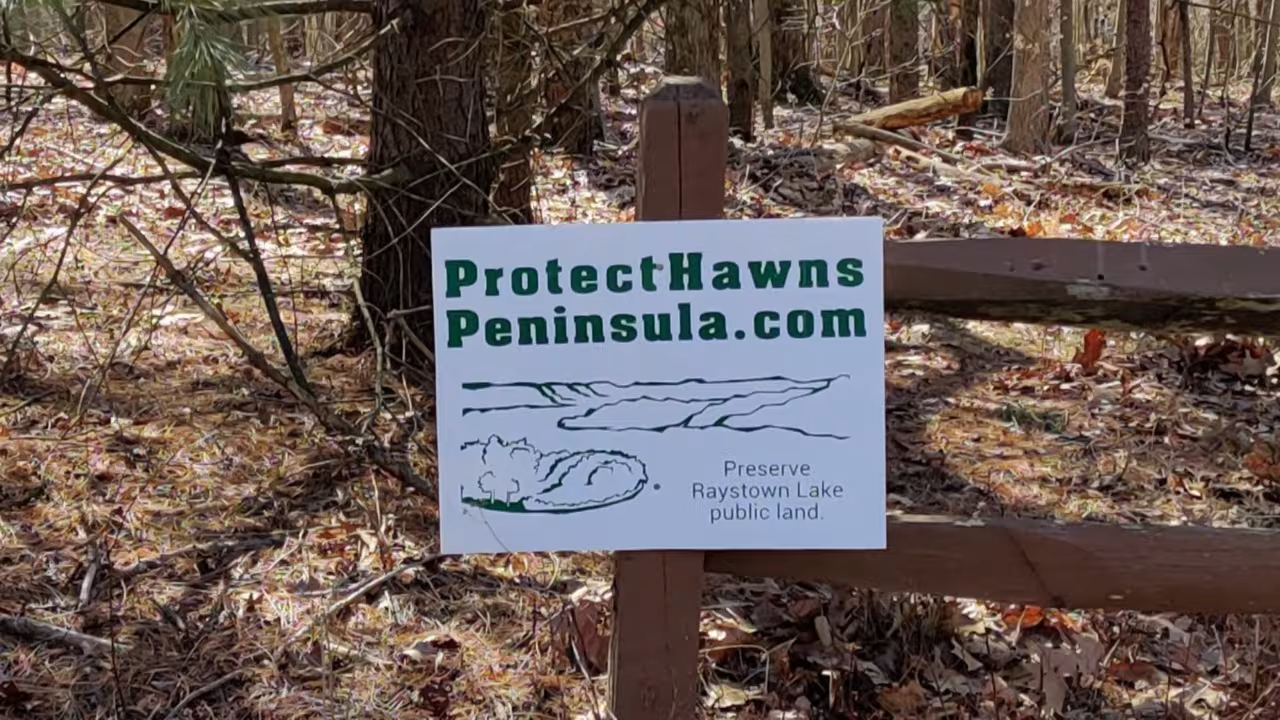 ProtectHawns
Peninsula.com
Preserve
Raystown Lake
public land.